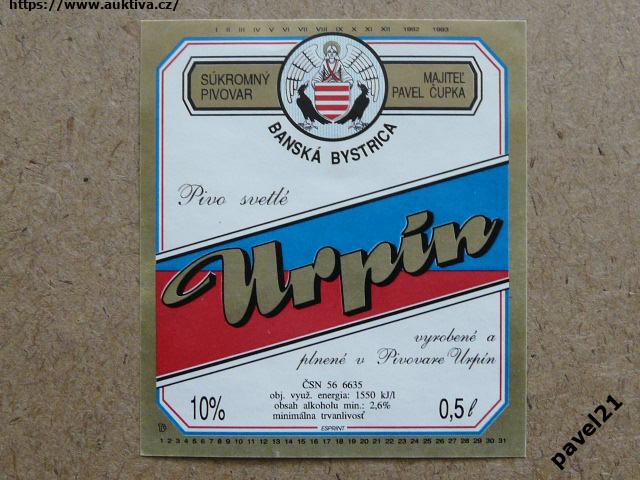 https://www.auktiva.cz/
I II III IV V VI VII VIII IX X XI XII 1992 1993
SÚKROMNÝ
PIVOVAR
MAJITEĽ
PAVEL ČUPKA
BANSKÁ BYSTRICA
Pivo svetlé
Urpín
vyrobené a
plnené v Pivovare Urpín
ČSN 56 6635
obj. využ. energia: 1550 kJ/l
obsah alkoholu min.: 2,6%
minimálna trvanlivosť
10%
0,5 l
ESPRINT
1 2 3 4 5 6 7 8 9 10 11 12 13 14 15 16 17 18 19 20 21 22 23 24 25 26 27 28 29 30 31
pavel21